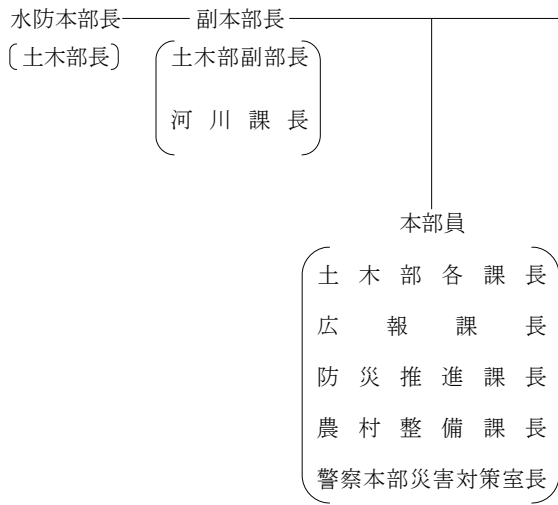 水防本部長 副本部長
〔土木部長〕 土木部副部長
河川課長
本部員
土木部各課長
広報課長
防災推進課長
農村整備課長
警察本部災害対策室長